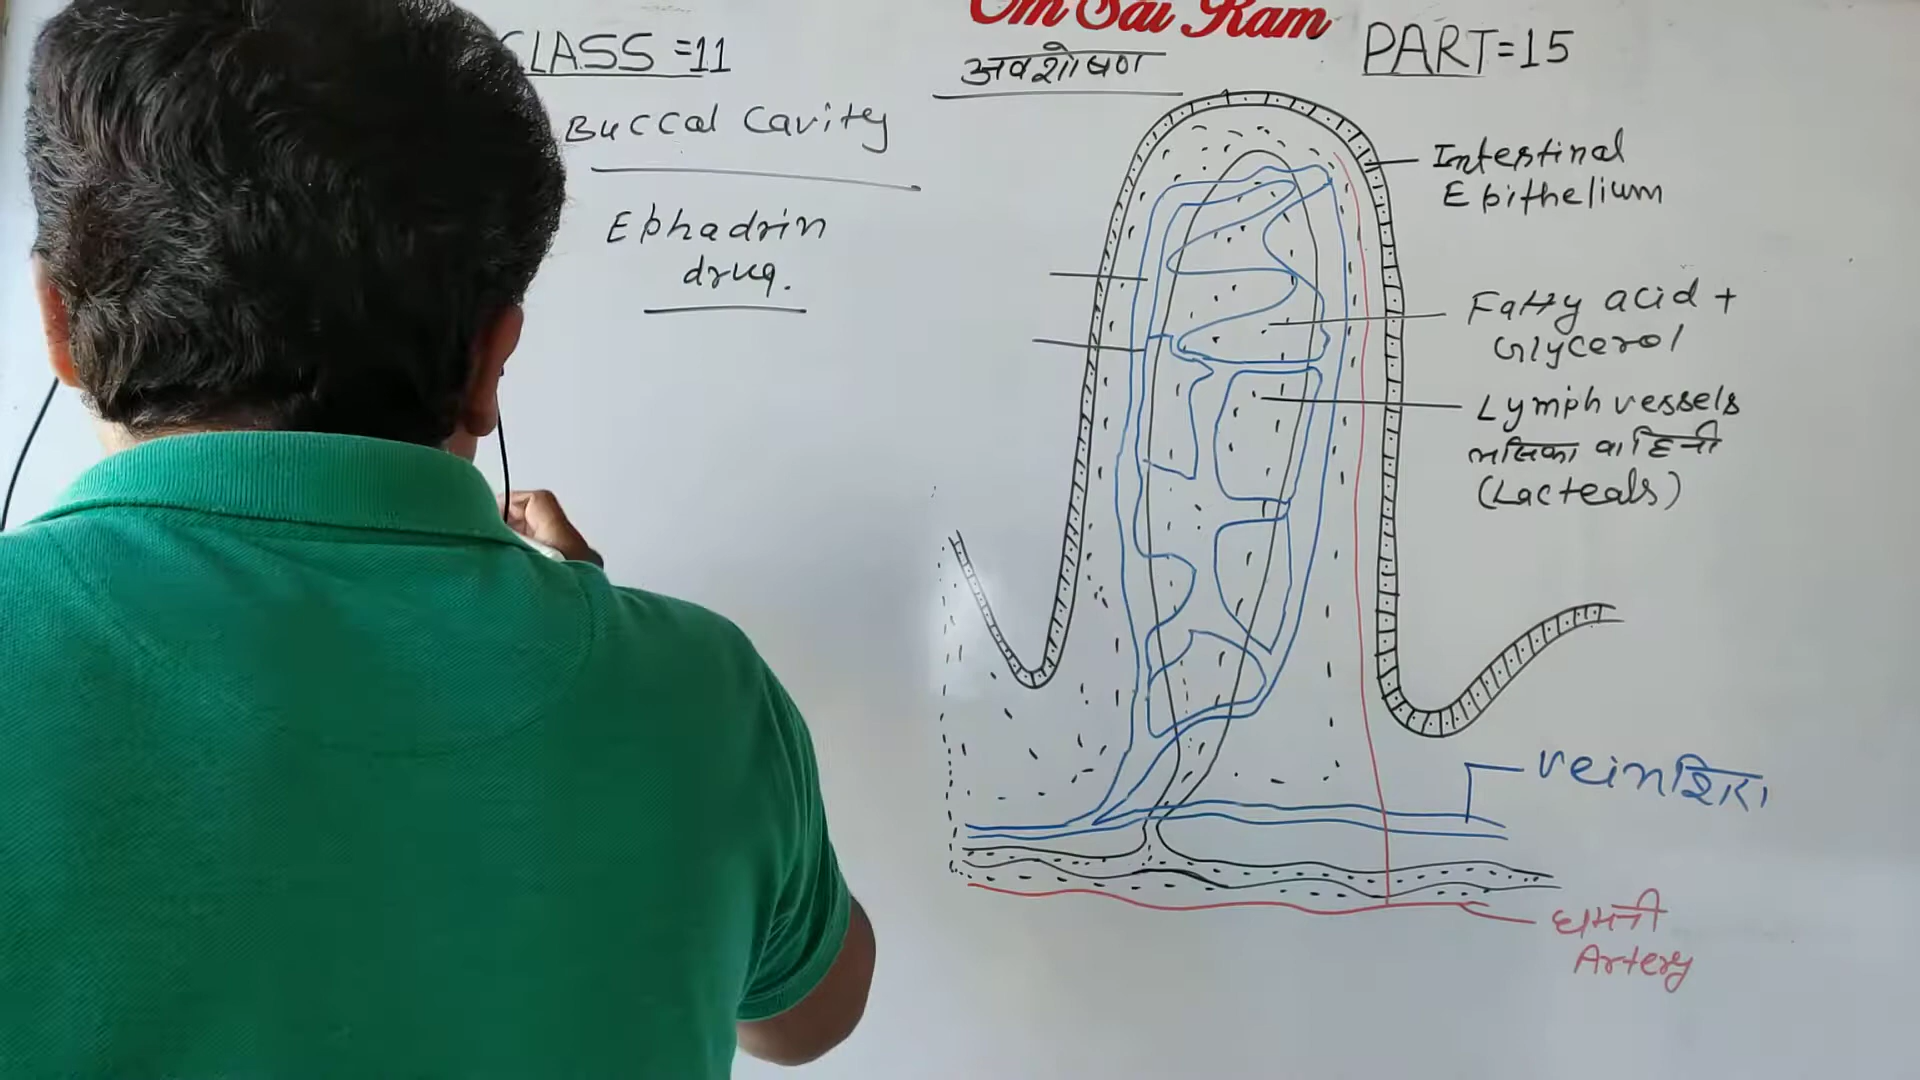 CLASS =11
Om Sai Ram
अवशोषण
PART=15
Buccal Cavity
Ephadrin
drug.
Intestinal
Epithelium
Fatty acid +
Glycerol
Lymph vessels
लसिका वाहिनी
(Lacteals)
vein शिरा
धमनी
Artery